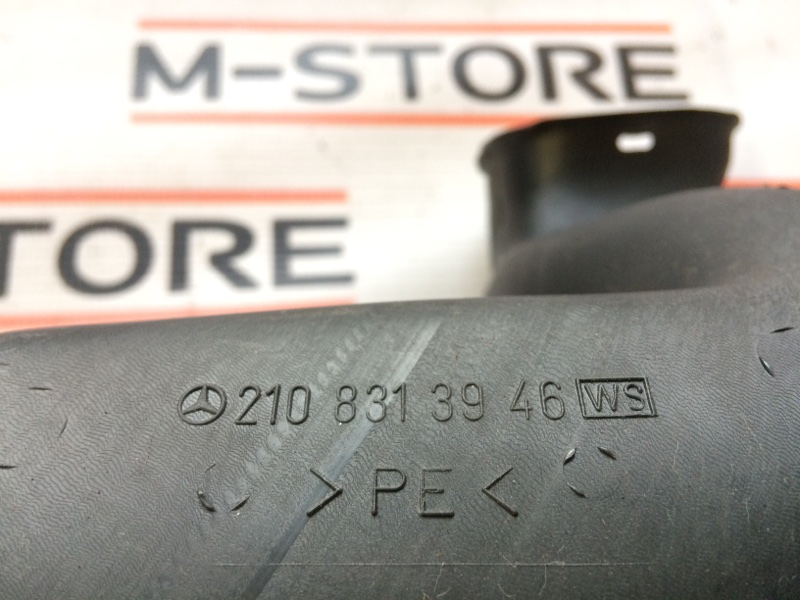 M-STORE
TORE
210 831 39 46 WS
>PE<